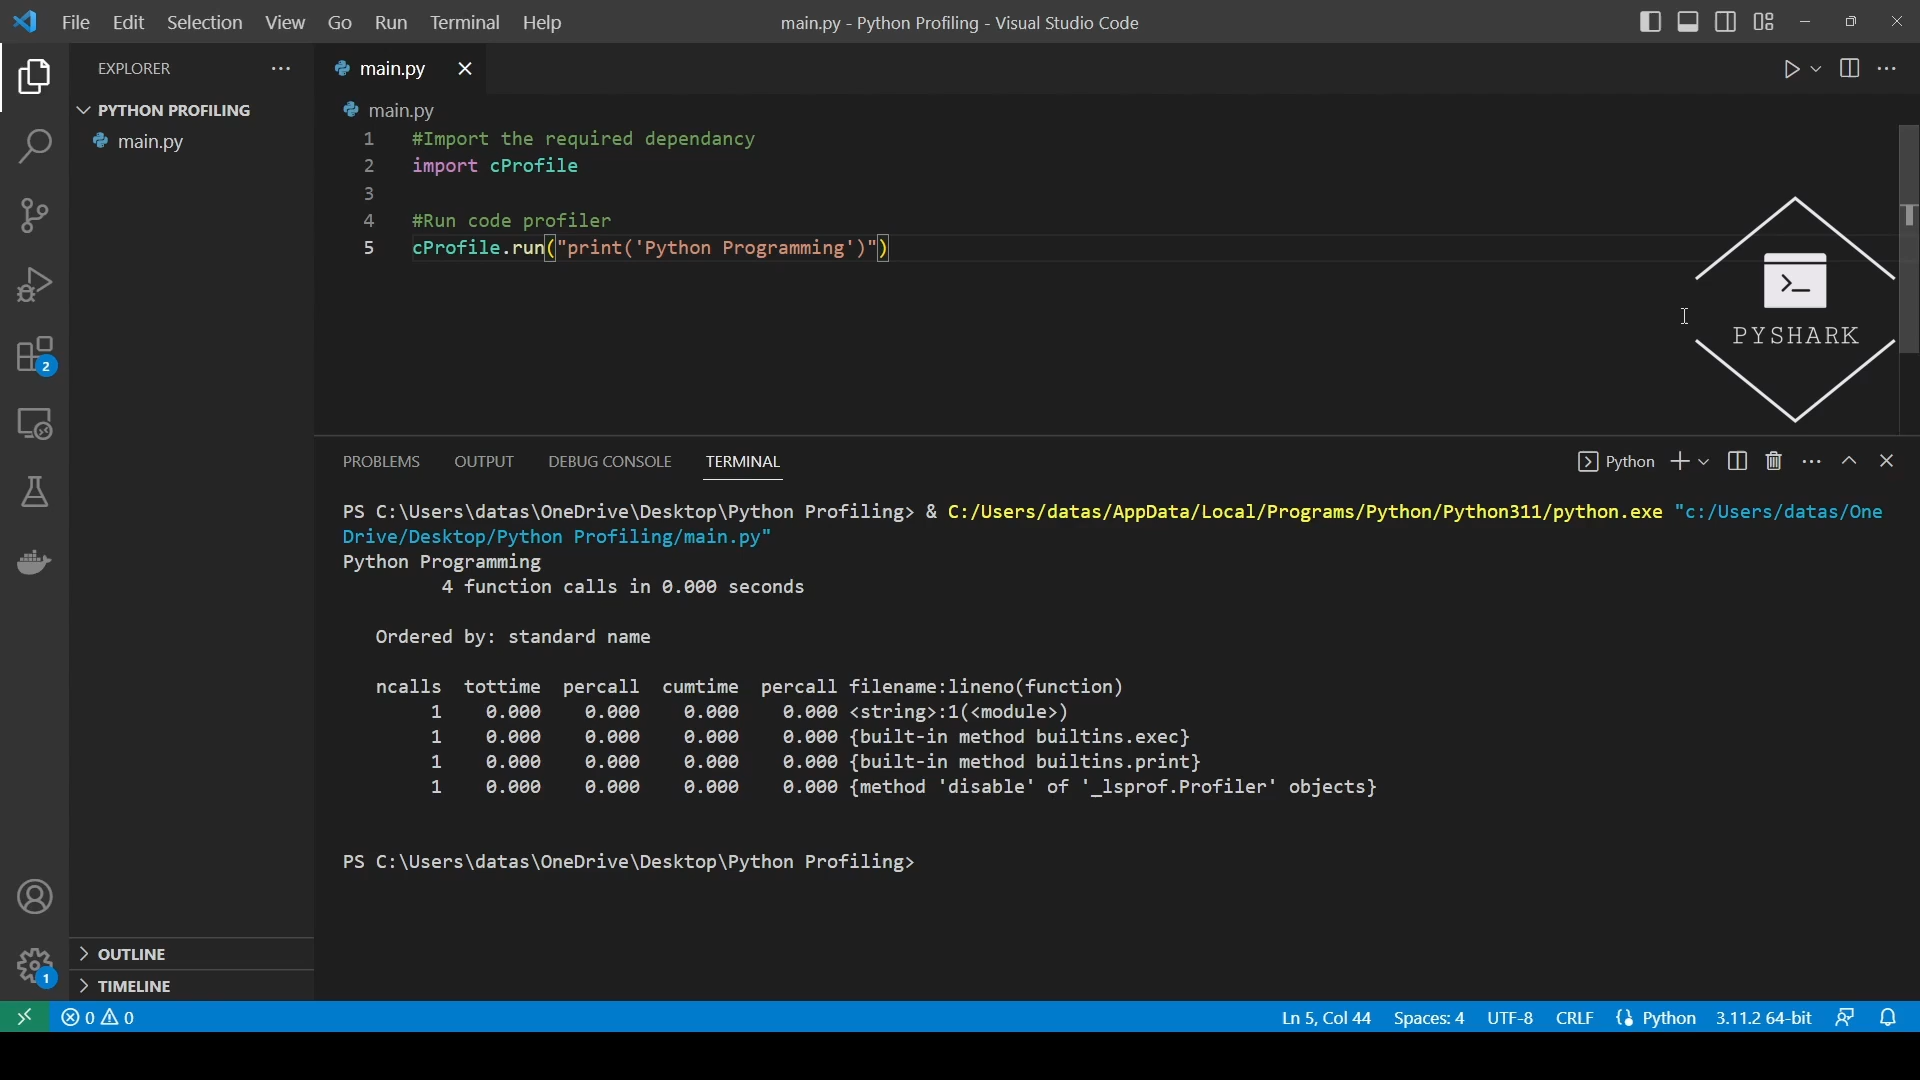 File Edit Selection View Go Run Terminal Help
main.py - Python Profiling - Visual Studio Code
EXPLORER
PYTHON PROFILING
main.py
OUTLINE
TIMELINE
main.py
main.py
1 #Import the required dependancy
2 import cProfile
3
4 #Run code profiler
5 cProfile.run("print('Python Programming')")
PYSHARK
PROBLEMS OUTPUT DEBUG CONSOLE TERMINAL
Python
PS C:\Users\datas\OneDrive\Desktop\Python Profiling> & C:/Users/datas/AppData/Local/Programs/Python/Python311/python.exe "c:/Users/datas/One
Drive/Desktop/Python Profiling/main.py"
Python Programming
4 function calls in 0.000 seconds
Ordered by: standard name
ncalls tottime percall cumtime percall filename:lineno(function)
1 0.000 0.000 0.000 0.000 <string>:1(<module>)
1 0.000 0.000 0.000 0.000 {built-in method builtins.exec}
1 0.000 0.000 0.000 0.000 {built-in method builtins.print}
1 0.000 0.000 0.000 0.000 {method 'disable' of '_lsprof.Profiler' objects}
PS C:\Users\datas\OneDrive\Desktop\Python Profiling>
2
1
0 0
Ln 5, Col 44 Spaces: 4 UTF-8 CRLF Python 3.11.2 64-bit